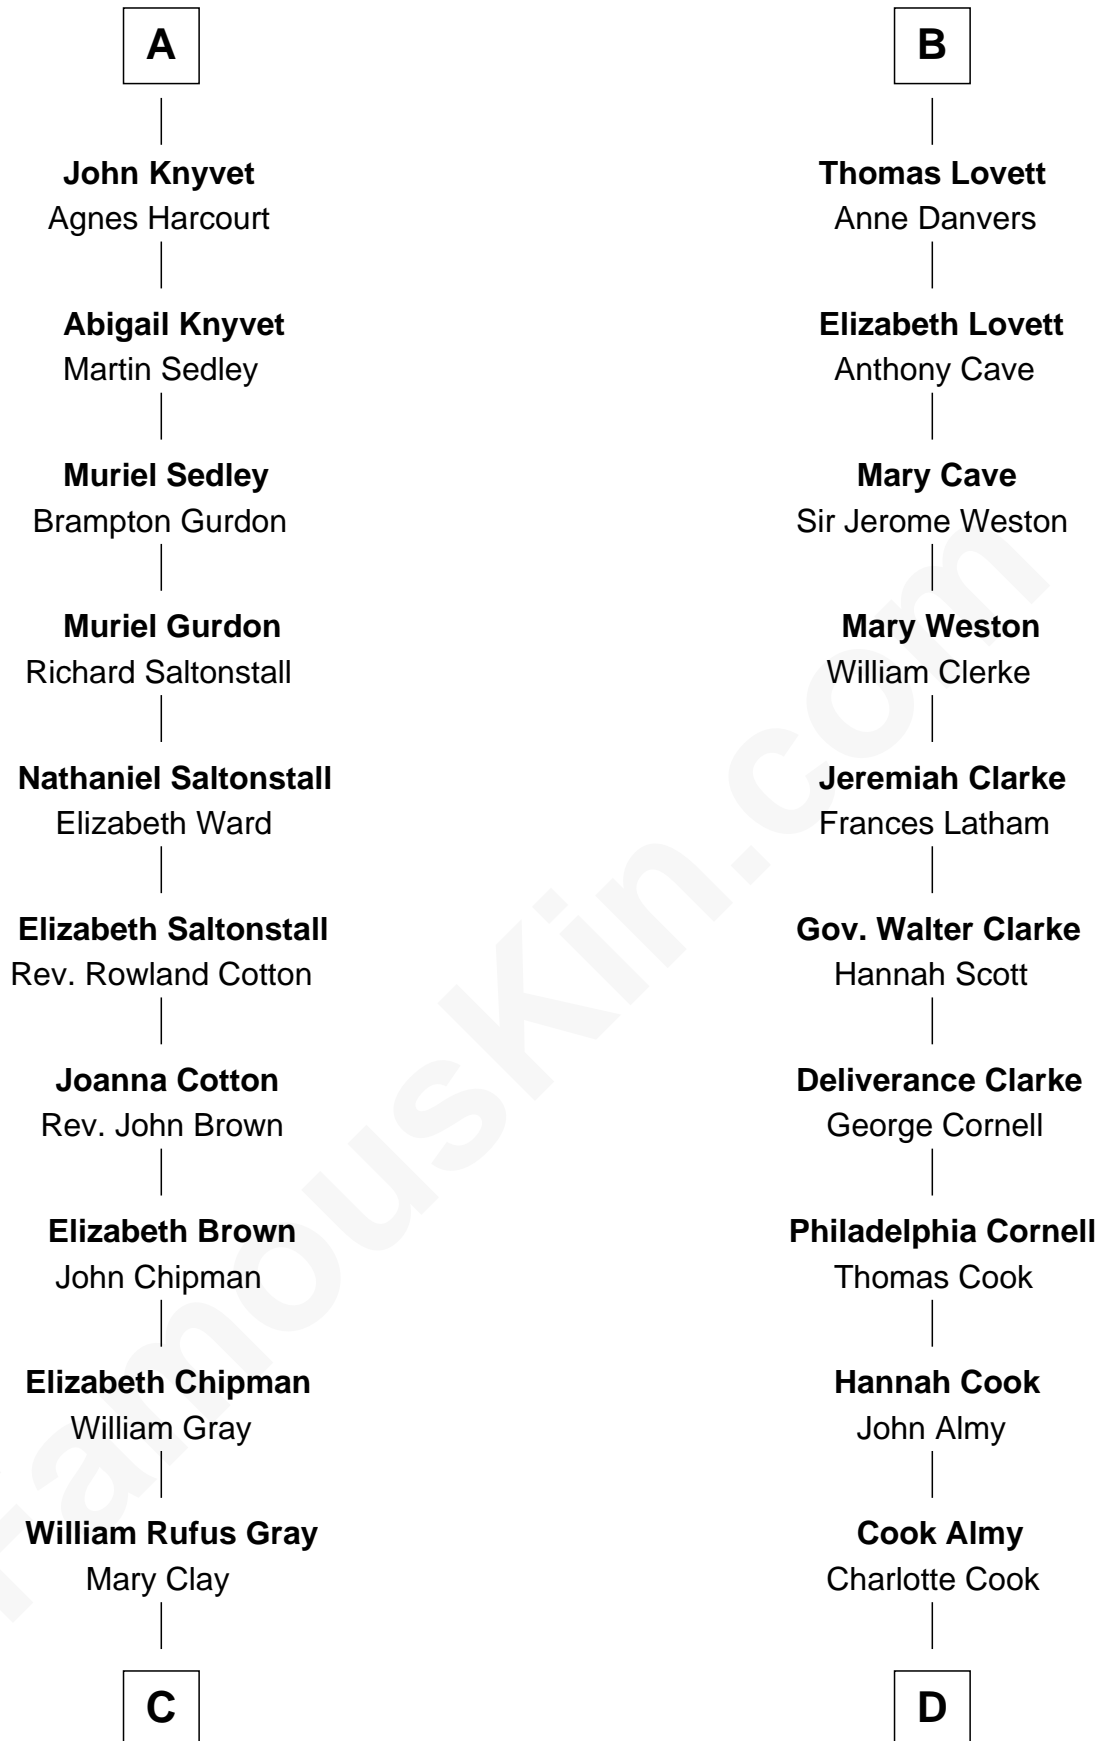 A
John Knyvet
Agnes Harcourt
Abigail Knyvet
Martin Sedley
Muriel Sedley
Brampton Gurdon
Muriel Gurdon
Richard Saltonstall
Nathaniel Saltonstall
Elizabeth Ward
Elizabeth Saltonstall
Rev. Rowland Cotton
Joanna Cotton
Rev. John Brown
Elizabeth Brown
John Chipman
Elizabeth Chipman
William Gray
William Rufus Gray
Mary Clay
C
B
Thomas Lovett
Anne Danvers
Elizabeth Lovett
Anthony Cave
Mary Cave
Sir Jerome Weston
Mary Weston
William Clerke
Jeremiah Clarke
Frances Latham
Gov. Walter Clarke
Hannah Scott
Deliverance Clarke
George Cornell
Philadelphia Cornell
Thomas Cook
Hannah Cook
John Almy
Cook Almy
Charlotte Cook
D
FamousKin.com